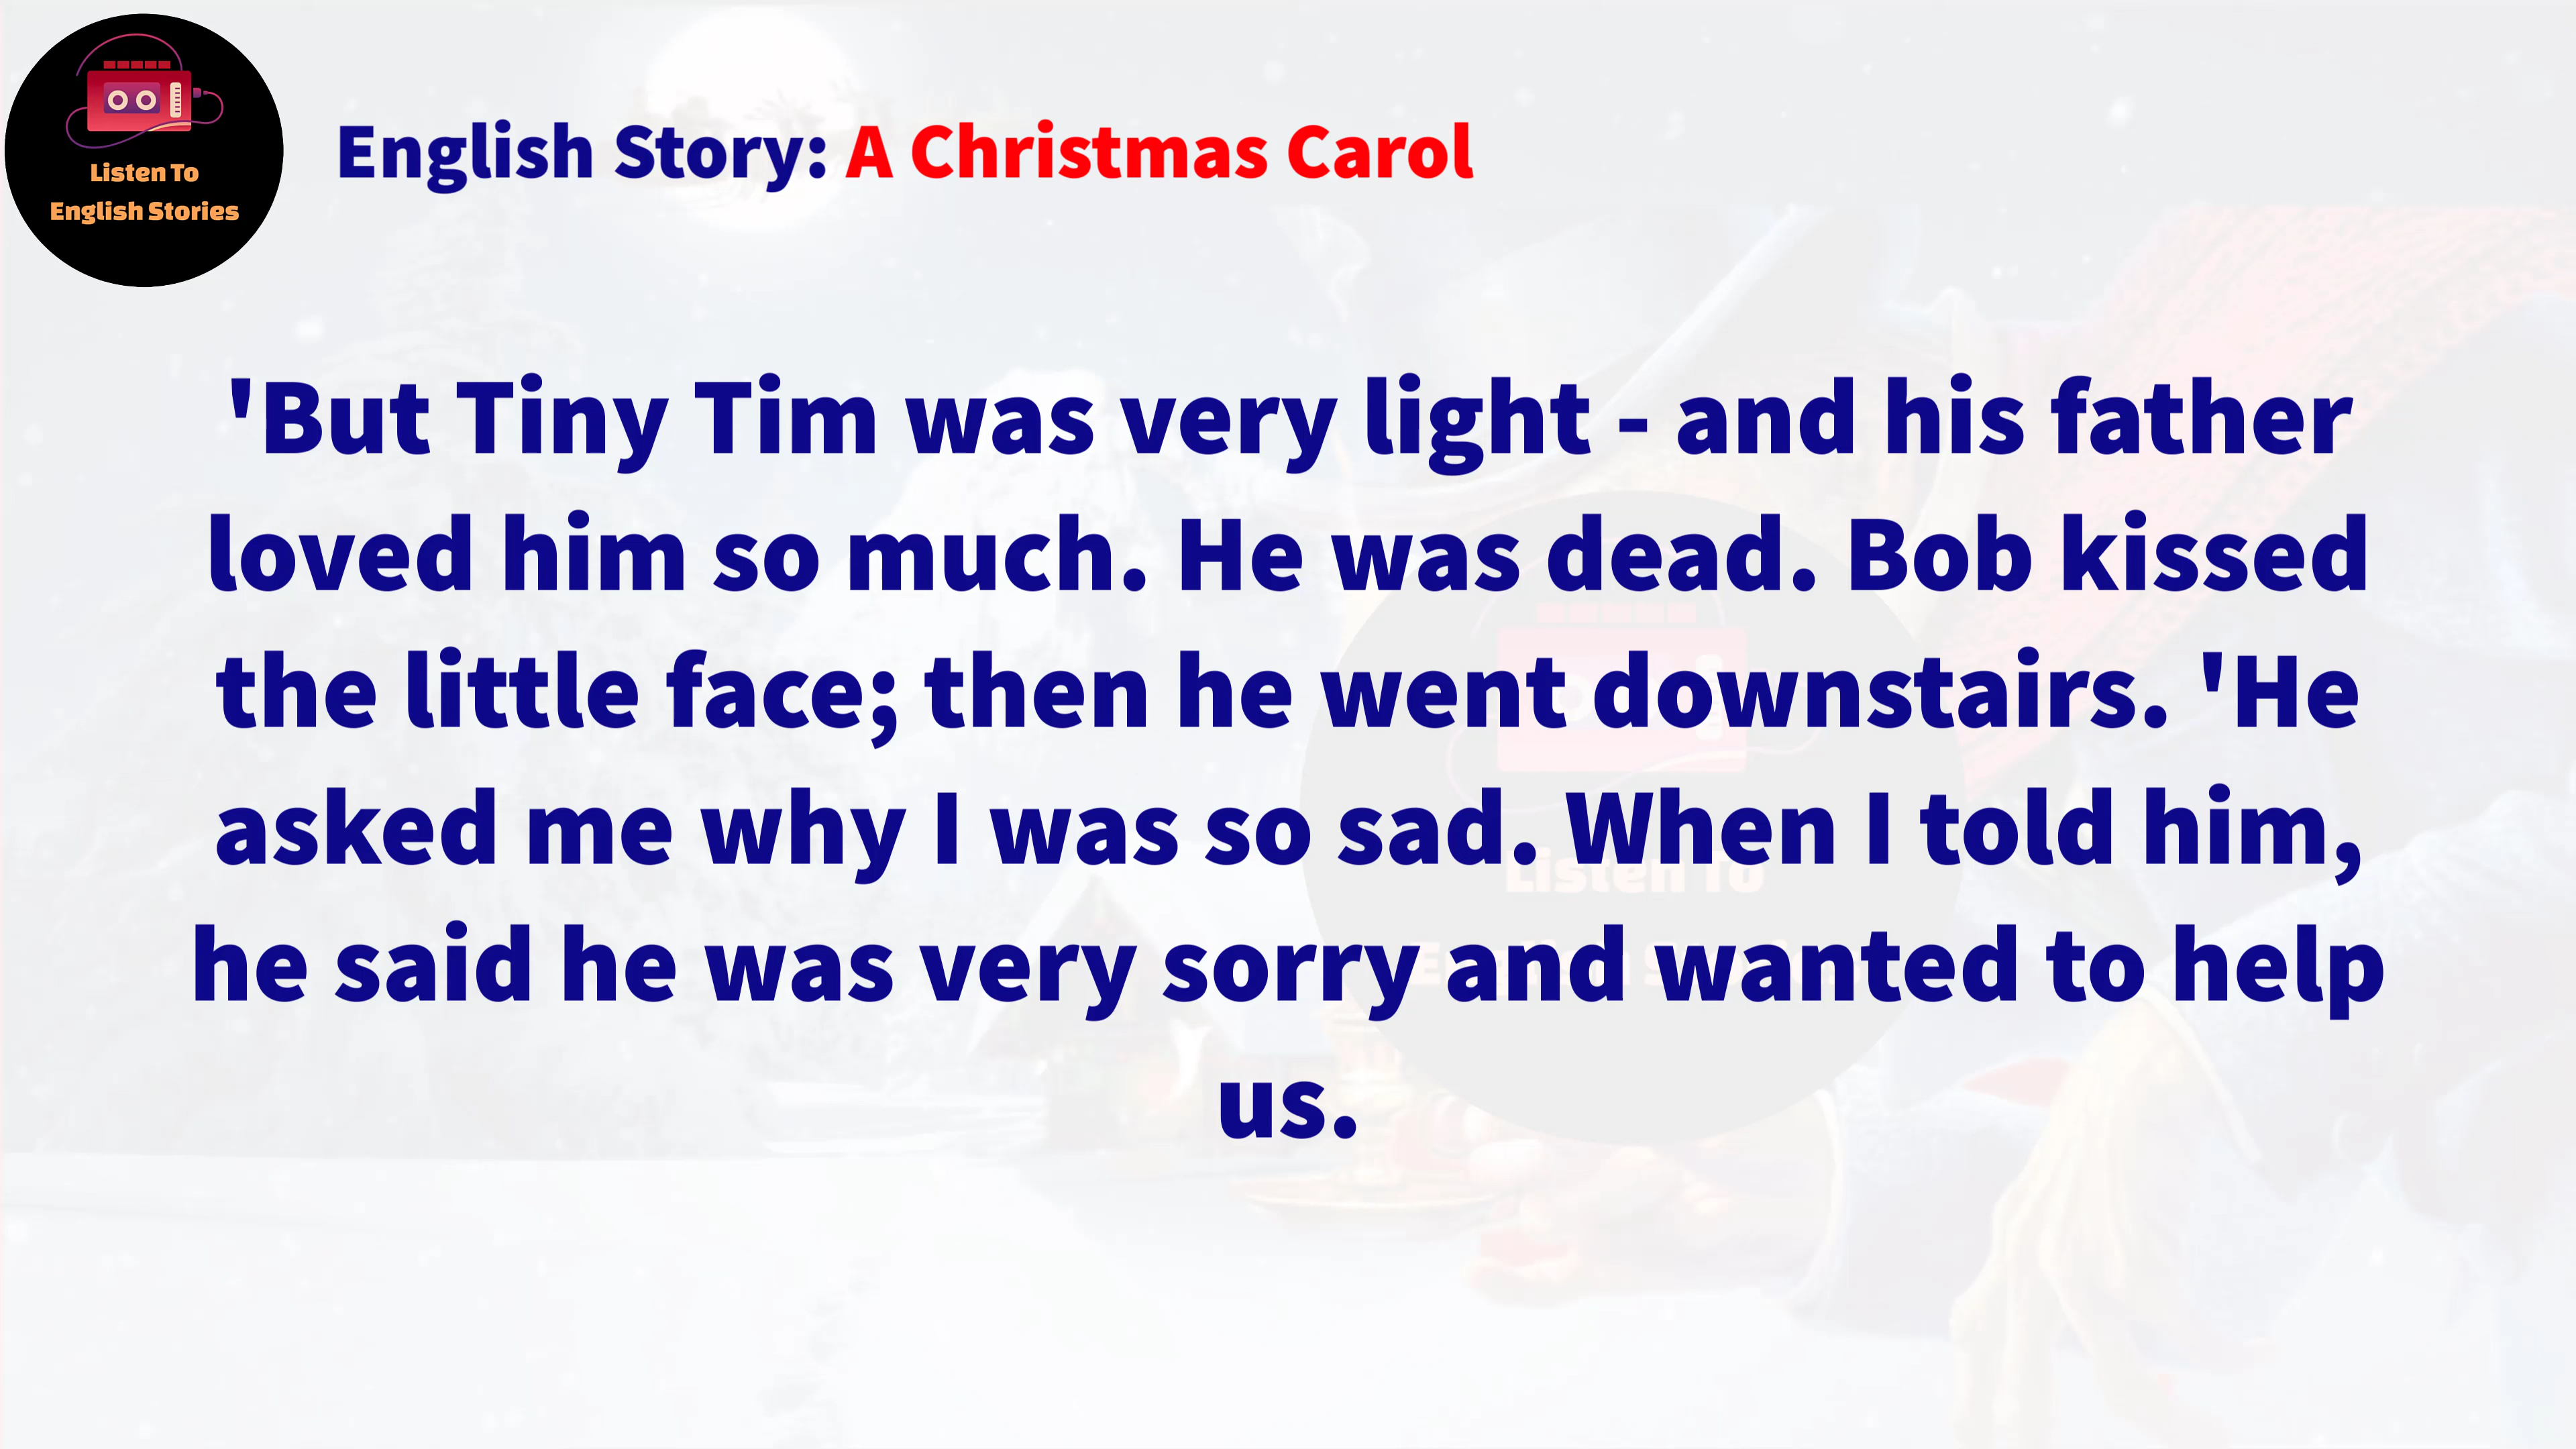 Listen To
English Stories
English Story: A Christmas Carol
'But Tiny Tim was very light - and his father
loved him so much. He was dead. Bob kissed
the little face; then he went downstairs. 'He
asked me why I was so sad. When I told him,
he said he was very sorry and wanted to help
us.
Listen To